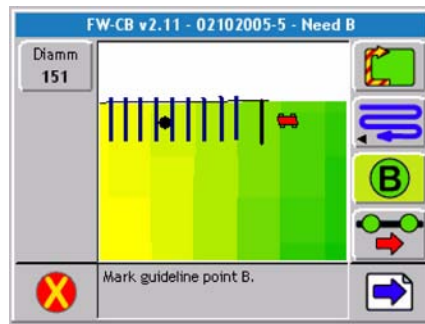 FW-CB v2.11 - 02102005-5 - Need B
Diamm
151
B
Mark guideline point B.